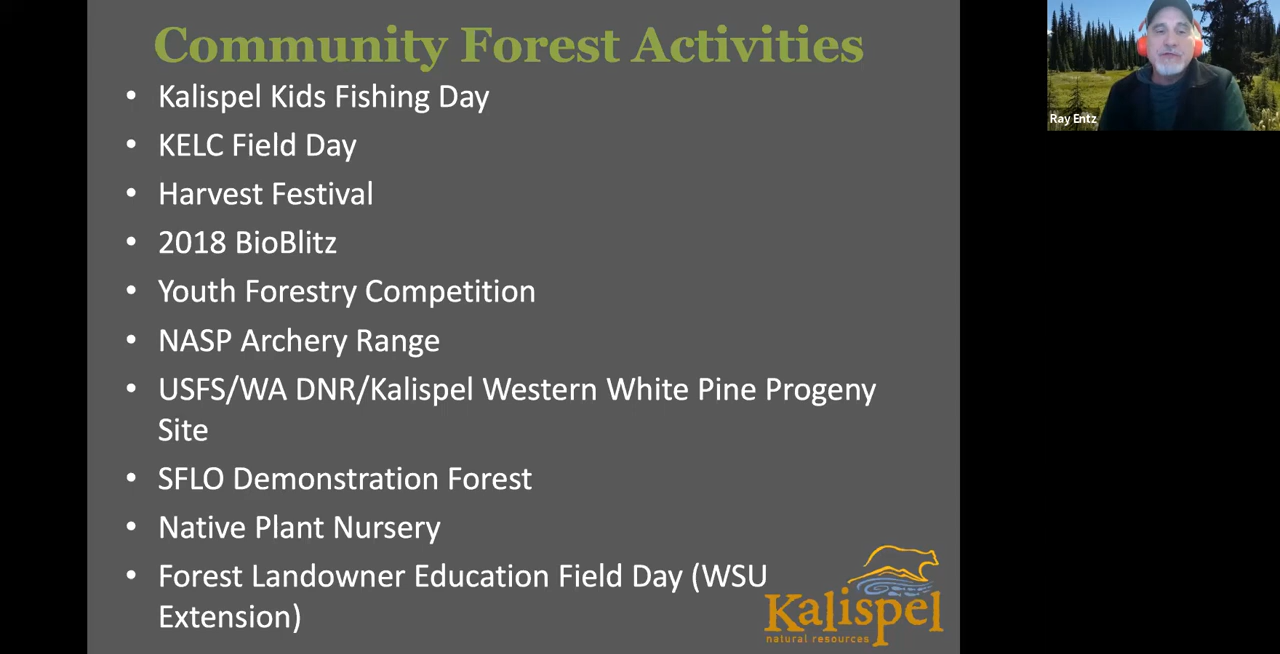 Community Forest Activities
• Kalispel Kids Fishing Day
• KELC Field Day
• Harvest Festival
• 2018 BioBlitz
• Youth Forestry Competition
• NASP Archery Range
• USFS/WA DNR/Kalispel Western White Pine Progeny
Site
• SFLO Demonstration Forest
• Native Plant Nursery
• Forest Landowner Education Field Day (WSU
Extension)
Kalispel
natural resources
Ray Entz